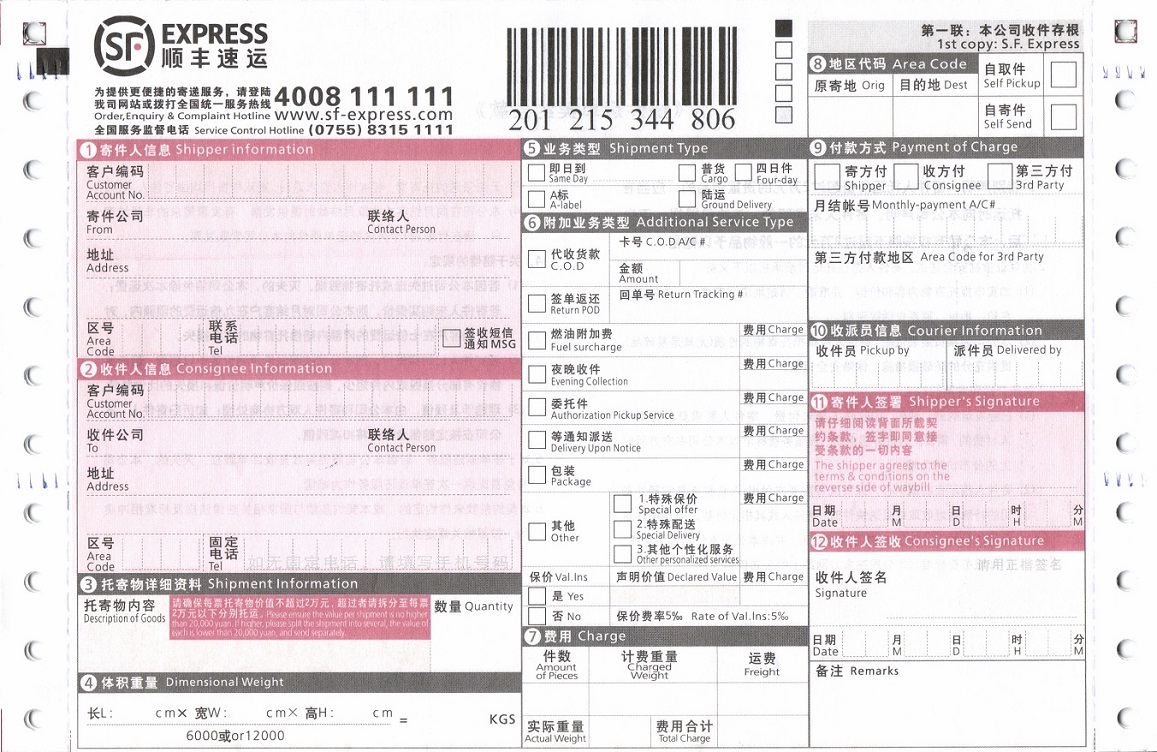 SF EXPRESS
顺丰速运
为提供更便捷的寄送服务，请登陆
我司网站或拨打全国统一服务热线 4008 111 111
Order,Enquiry & Complaint Hotline www.sf-express.com
全国服务监督电话 Service Control Hotline (0755) 8315 1111
201 215 344 806
第一联：本公司收件存根
1st copy: S.F. Express
1 寄件人信息 Shipper information
客户编码
Customer
Account No.
寄件公司 联络人
From Contact Person
地址
Address
区号 联系
Area 电话
Code Tel
签收短信
通知 MSG
2 收件人信息 Consignee Information
客户编码
Customer
Account No.
收件公司 联络人
To Contact Person
地址
Address
区号 固定
Area 电话
Code Tel
如无固定电话，请填写手机号码
3 托寄物详细资料 Shipment Information
托寄物内容
Description of Goods
请确保每票托寄物价值不超过2万元，超过者请拆分至每票
2万元以下分别托运。Please ensure the value per shipment is no higher
than 20,000 yuan. If higher, please split the shipment into several, the value of
each is lower than 20,000 yuan, and send separately.
数量 Quantity
4 体积重量 Dimensional Weight
长L: cm× 宽W: cm× 高H: cm = KGS
6000或or12000
5 业务类型 Shipment Type
即日到
Same Day
普货
Cargo
四日件
Four-day
A标
A-label
陆运
Ground Delivery
6 附加业务类型 Additional Service Type
代收货款
C.O.D
卡号 C.O.D A/C #
金额
Amount
签单返还
Return POD
回单号 Return Tracking #
燃油附加费 费用 Charge
Fuel surcharge
夜晚收件 费用 Charge
Evening Collection
委托件 费用 Charge
Authorization Pickup Service
等通知派送 费用 Charge
Delivery Upon Notice
包装 费用 Charge
Package
其他
Other
1.特殊保价 费用 Charge
Special offer
2.特殊配送
Special Delivery
3.其他个性化服务
Other personalized services
保价 Val.Ins 声明价值 Declared Value 费用 Charge
是 Yes
否 No 保价费率5‰ Rate of Val.Ins:5‰
7 费用 Charge
件数 计费重量 运费
Amount Charged Freight
of Pieces Weight
实际重量 费用合计
Actual Weight Total Charge
8 地区代码 Area Code
原寄地 Orig 目的地 Dest
自取件
Self Pickup
自寄件
Self Send
9 付款方式 Payment of Charge
寄方付 收方付 第三方付
Shipper Consignee 3rd Party
月结帐号 Monthly-payment A/C#
第三方付款地区 Area Code for 3rd Party
10 收派员信息 Courier Information
收件员 Pickup by 派件员 Delivered by
11 寄件人签署 Shipper's Signature
请仔细阅读背面所载契
约条款，签字即同意接
受条款的一切内容
The shipper agrees to the
terms & conditions on the
reverse side of waybill
日期 月 日 时 分
Date M D H M
12 收件人签收 Consignee's Signature
请用正楷签名
收件人签名
Signature
日期 月 日 时 分
Date M D H M
备注 Remarks